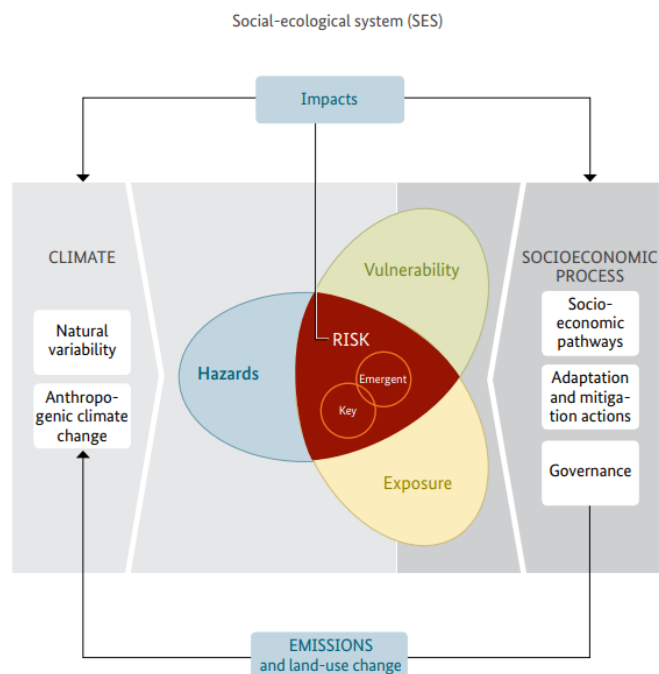 Social-ecological system (SES)
Impacts
CLIMATE
Natural
variability
Anthropo-
genic climate
change
Hazards
Vulnerability
RISK
Emergent
Key
Exposure
SOCIOECONOMIC
PROCESS
Socio-
economic
pathways
Adaptation
and mitiga-
tion actions
Governance
EMISSIONS
and land-use change